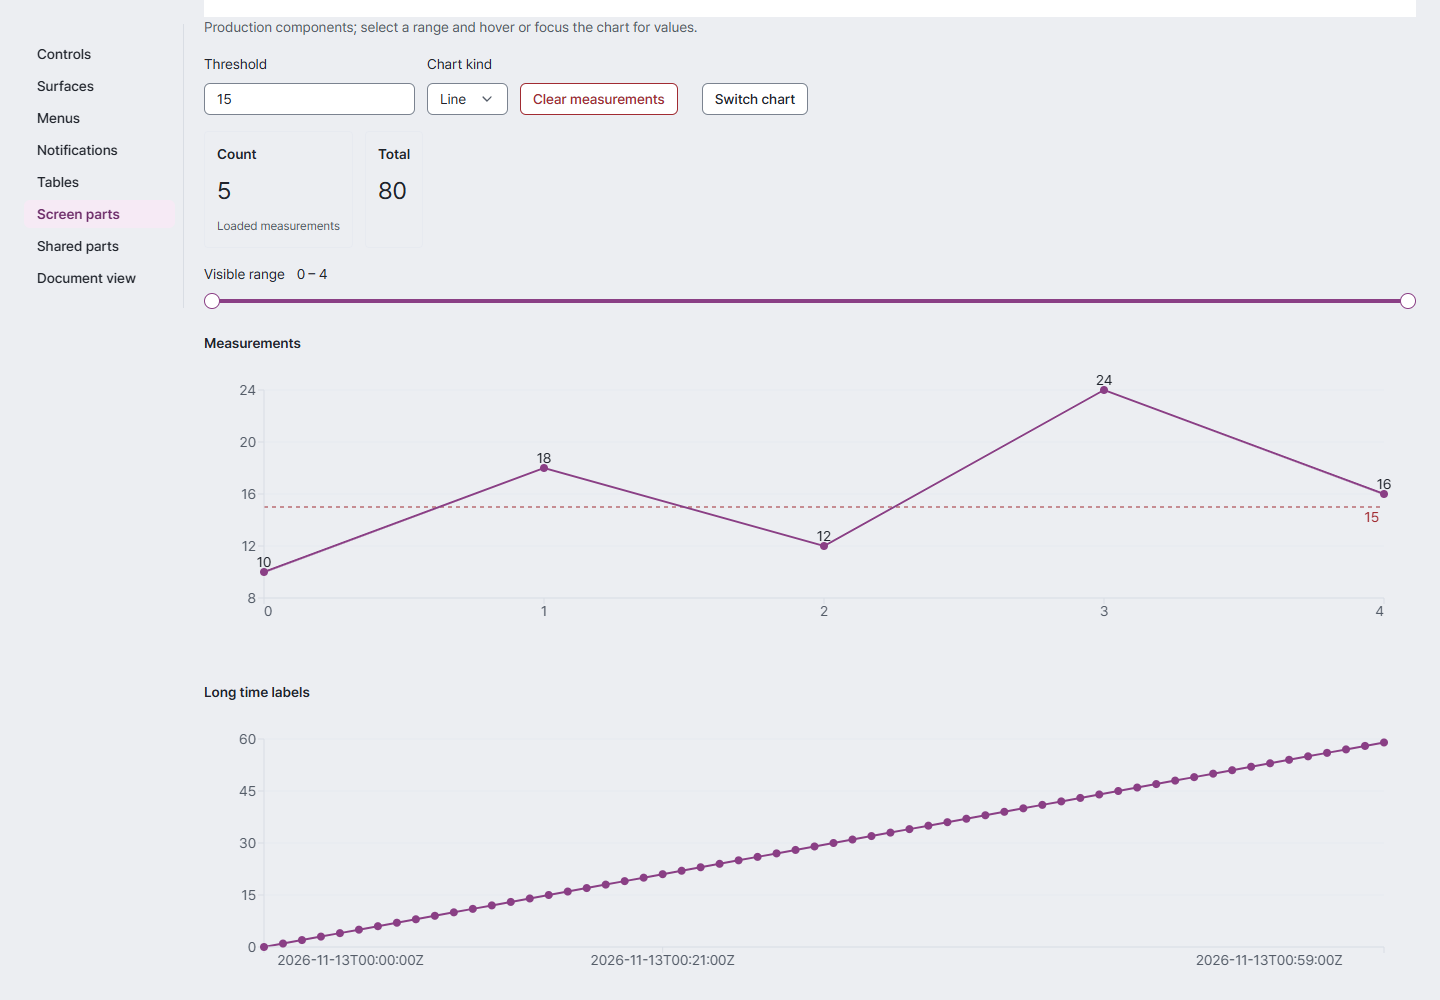 Production components; select a range and hover or focus the chart for values.
Controls
Surfaces
Menus
Notifications
Tables
Screen parts
Shared parts
Document view
Threshold
Chart kind
15
Line
Clear measurements
Switch chart
Count
Total
5
80
Loaded measurements
Visible range 0 – 4
Measurements
24
20
16
12
8
10
18
12
24
16
15
0
1
2
3
4
Long time labels
60
45
30
15
0
2026-11-13T00:00:00Z
2026-11-13T00:21:00Z
2026-11-13T00:59:00Z